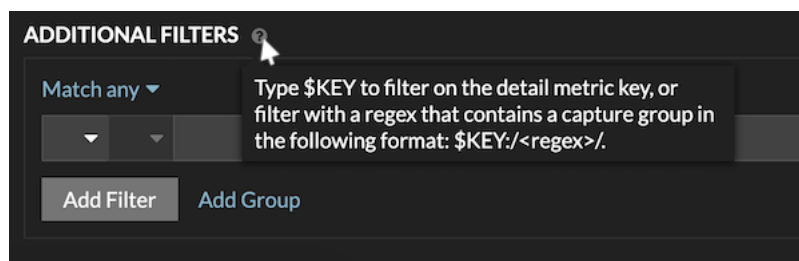 ADDITIONAL FILTERS ?
Match any
Type $KEY to filter on the detail metric key, or
filter with a regex that contains a capture group in
the following format: $KEY:/<regex>/.
Add Filter Add Group